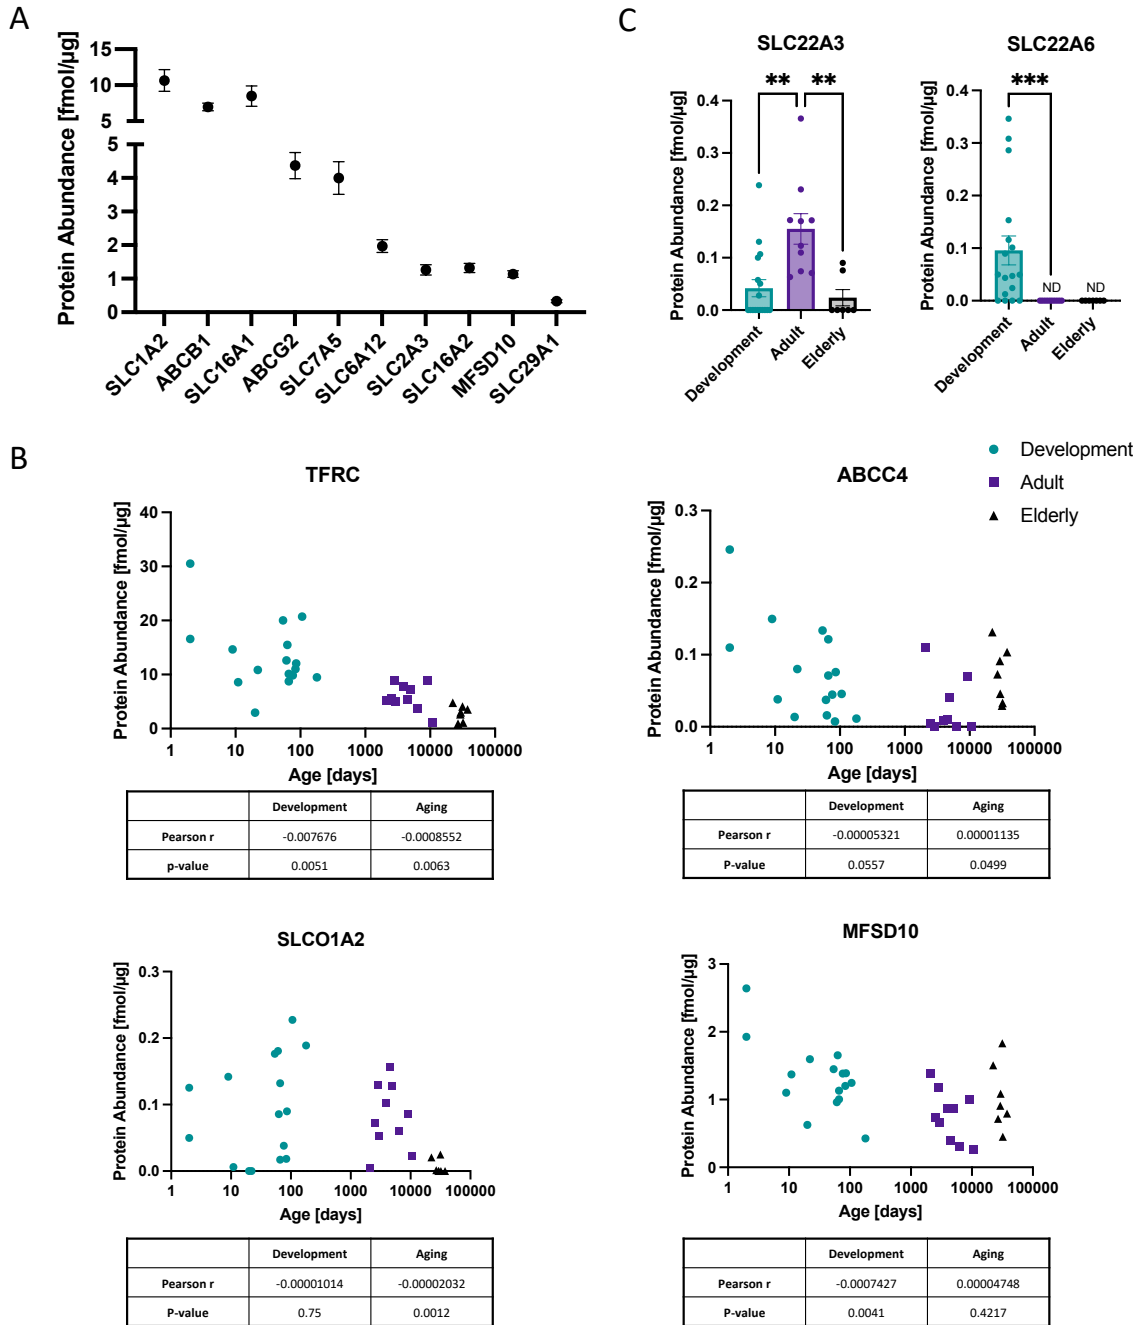 A
Protein Abundance [fmol/µg]
15
10
5
5
4
3
2
1
0
SLC1A2
ABCB1
SLC16A1
ABCG2
SLC7A5
SLC6A12
SLC2A3
SLC16A2
MFSD10
SLC29A1
C
SLC22A3
** **
Protein Abundance [fmol/µg]
0.4
0.3
0.2
0.1
0.0
Development
Adult
Elderly
SLC22A6
***
Protein Abundance [fmol/µg]
0.4
0.3
0.2
0.1
0.0
ND ND
Development
Adult
Elderly
B
Development
Adult
Elderly
TFRC
Protein Abundance [fmol/µg]
40
30
20
10
0
1 10 100 1000 10000 100000
Age [days]
Development Aging
Pearson r -0.007676 -0.0008552
p-value 0.0051 0.0063
ABCC4
Protein Abundance [fmol/µg]
0.3
0.2
0.1
0.0
1 10 100 1000 10000 100000
Age [days]
Development Aging
Pearson r -0.00005321 0.00001135
P-value 0.0557 0.0499
SLCO1A2
Protein Abundance [fmol/µg]
0.3
0.2
0.1
0.0
1 10 100 1000 10000 100000
Age [days]
Development Aging
Pearson r -0.00001014 -0.00002032
P-value 0.75 0.0012
MFSD10
Protein Abundance [fmol/µg]
3
2
1
0
1 10 100 1000 10000 100000
Age [days]
Development Aging
Pearson r -0.0007427 0.00004748
P-value 0.0041 0.4217